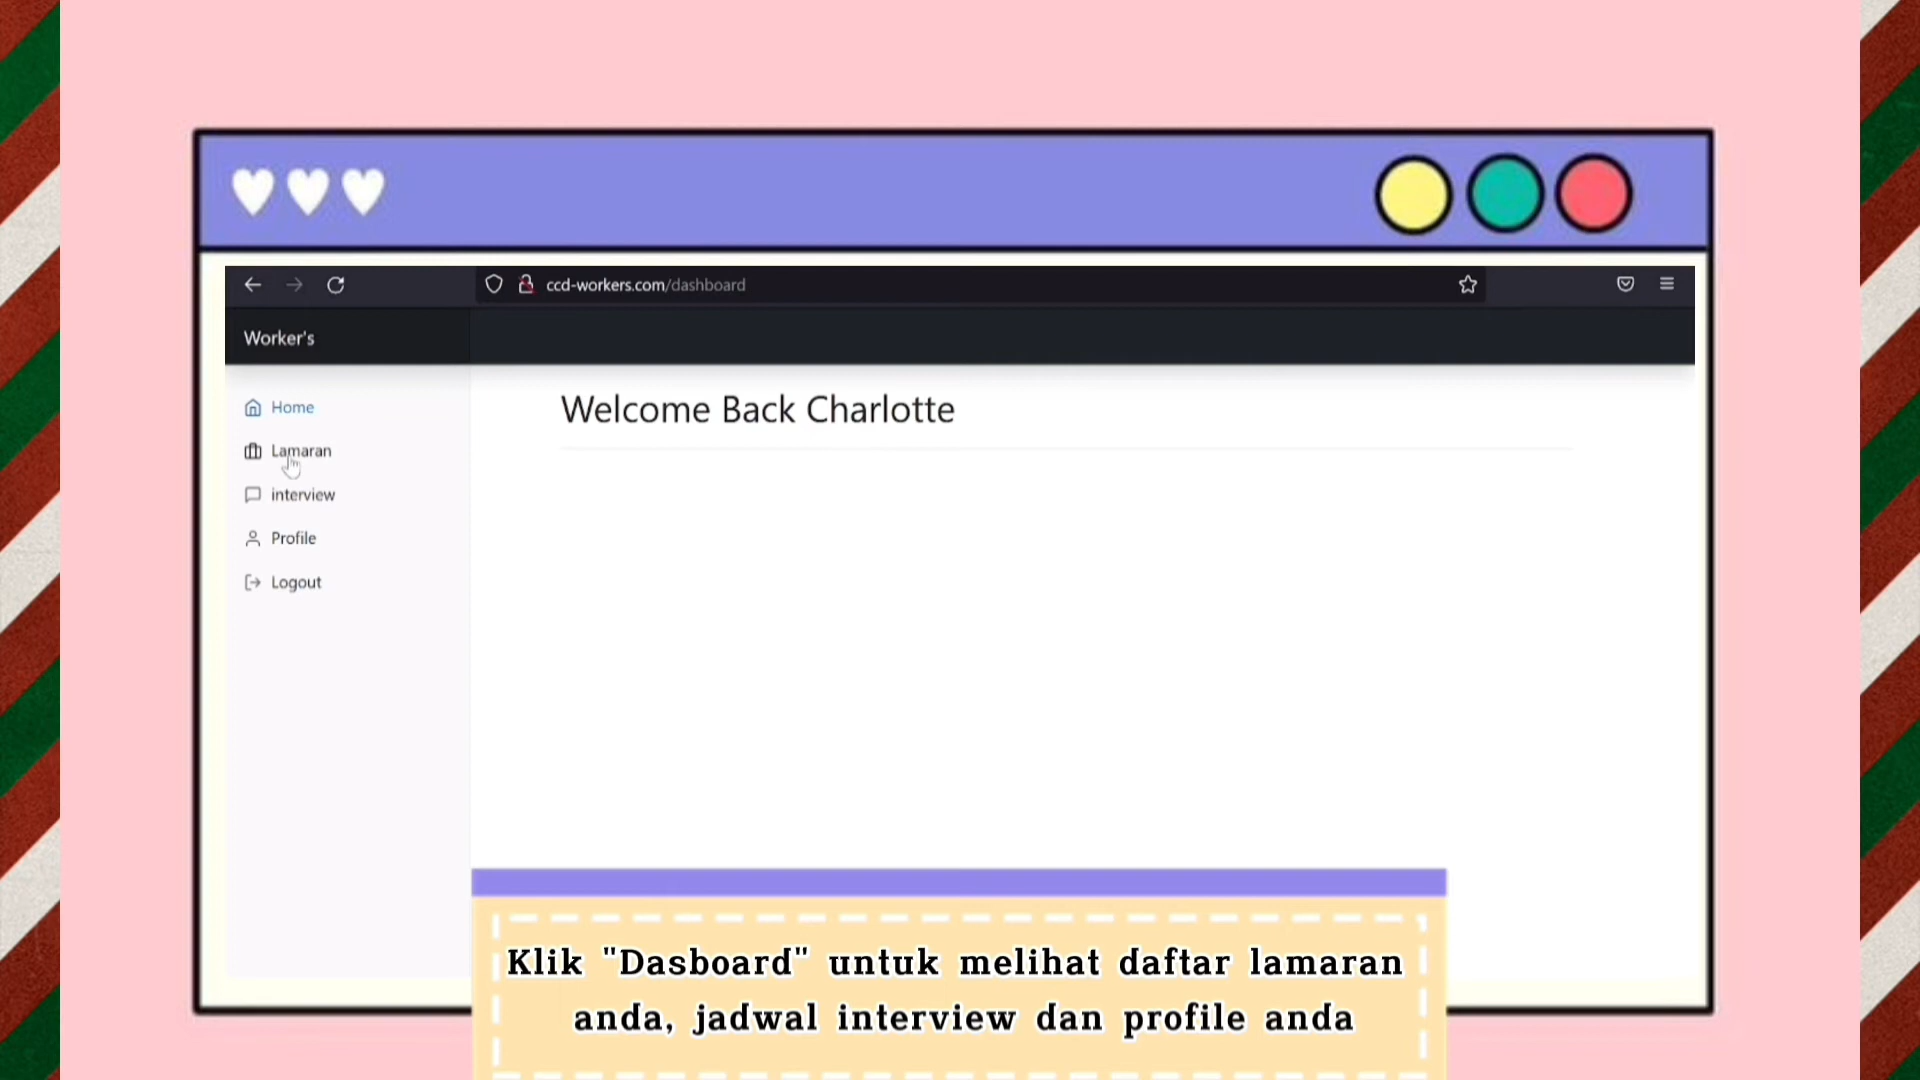 ccd-workers.com/dashboard
Worker's
Home
Welcome Back Charlotte
Lamaran
interview
Profile
Logout
Klik "Dasboard" untuk melihat daftar lamaran
anda, jadwal interview dan profile anda